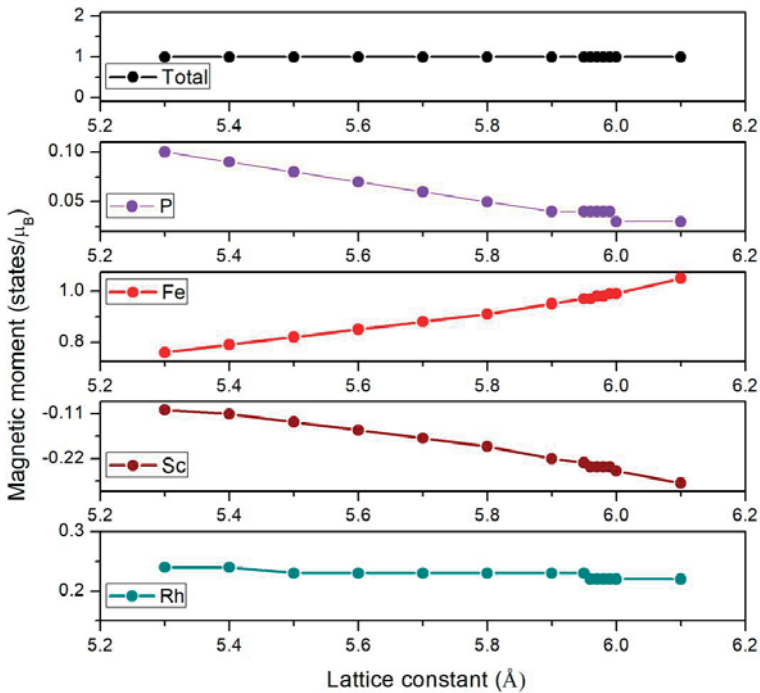 2
1
0
Total
5.2 5.4 5.6 5.8 6.0 6.2
0.10
0.05
P
5.2 5.4 5.6 5.8 6.0 6.2
1.0
0.8
Fe
5.2 5.4 5.6 5.8 6.0 6.2
-0.11
-0.22
Sc
5.2 5.4 5.6 5.8 6.0 6.2
0.3
0.2
Rh
5.2 5.4 5.6 5.8 6.0 6.2
Magnetic moment (states/μB)
Lattice constant (Å)